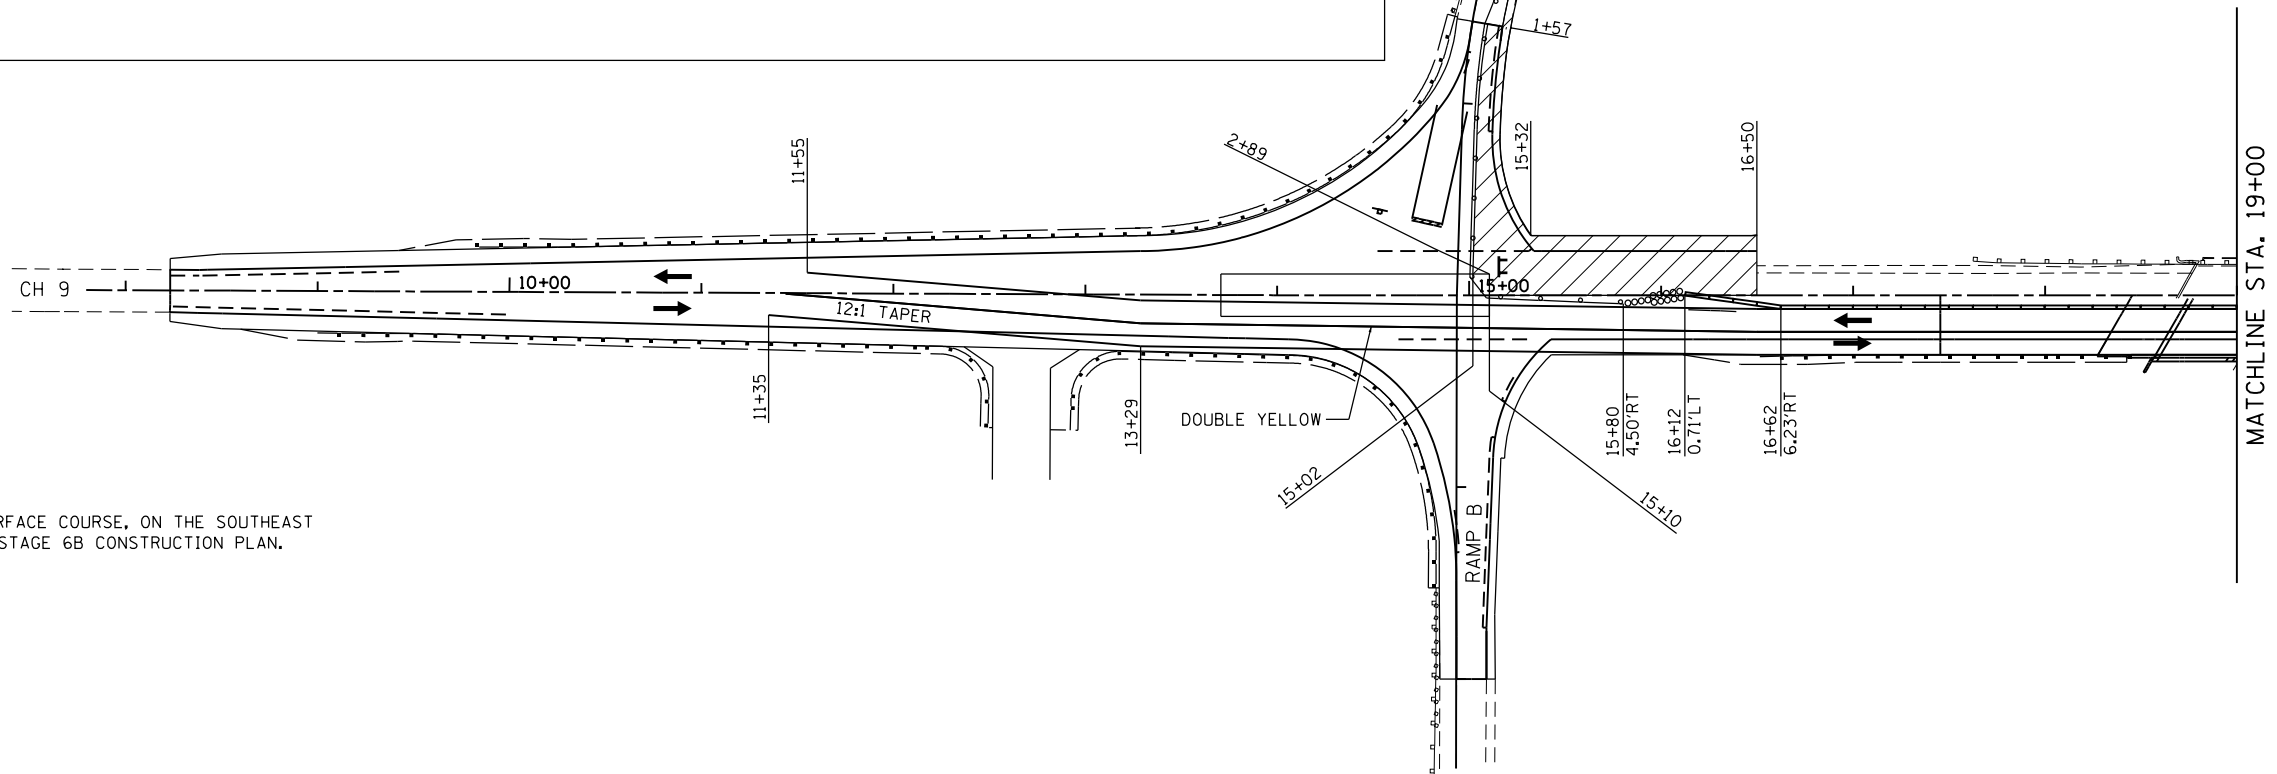 1+57
MATCHLINE STA. 19+00
11+55
2+89
15+32
16+50
CH 9
10+00
15+00
12:1 TAPER
11+35
13+29
DOUBLE YELLOW
15+80
4.50'RT
16+12
0.71'LT
16+62
6.23'RT
15+02
15+10
RAMP B
RFACE COURSE, ON THE SOUTHEAST
STAGE 6B CONSTRUCTION PLAN.